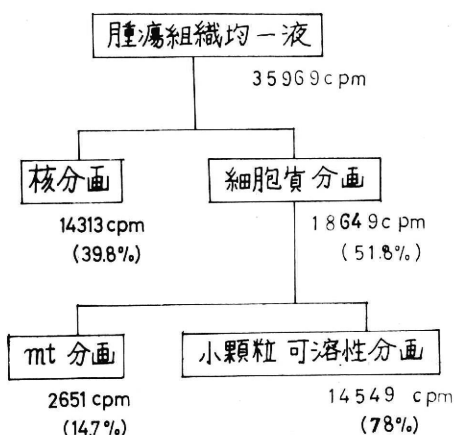 腫瘍組織均一液
35969cpm
核分画
細胞質分画
14313cpm
(39.8%)
18649cpm
(51.8%)
mt 分画
小顆粒 可溶性分画
2651 cpm
(14.7%)
14549 cpm
(78%)